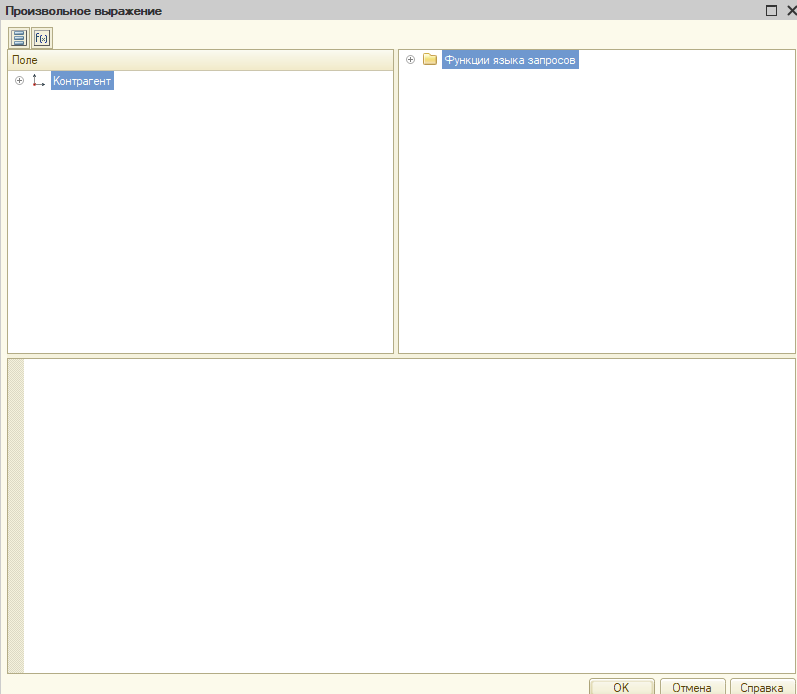 Произвольное выражение
f(x)
Поле
Контрагент
Функции языка запросов
OK
Отмена
Справка